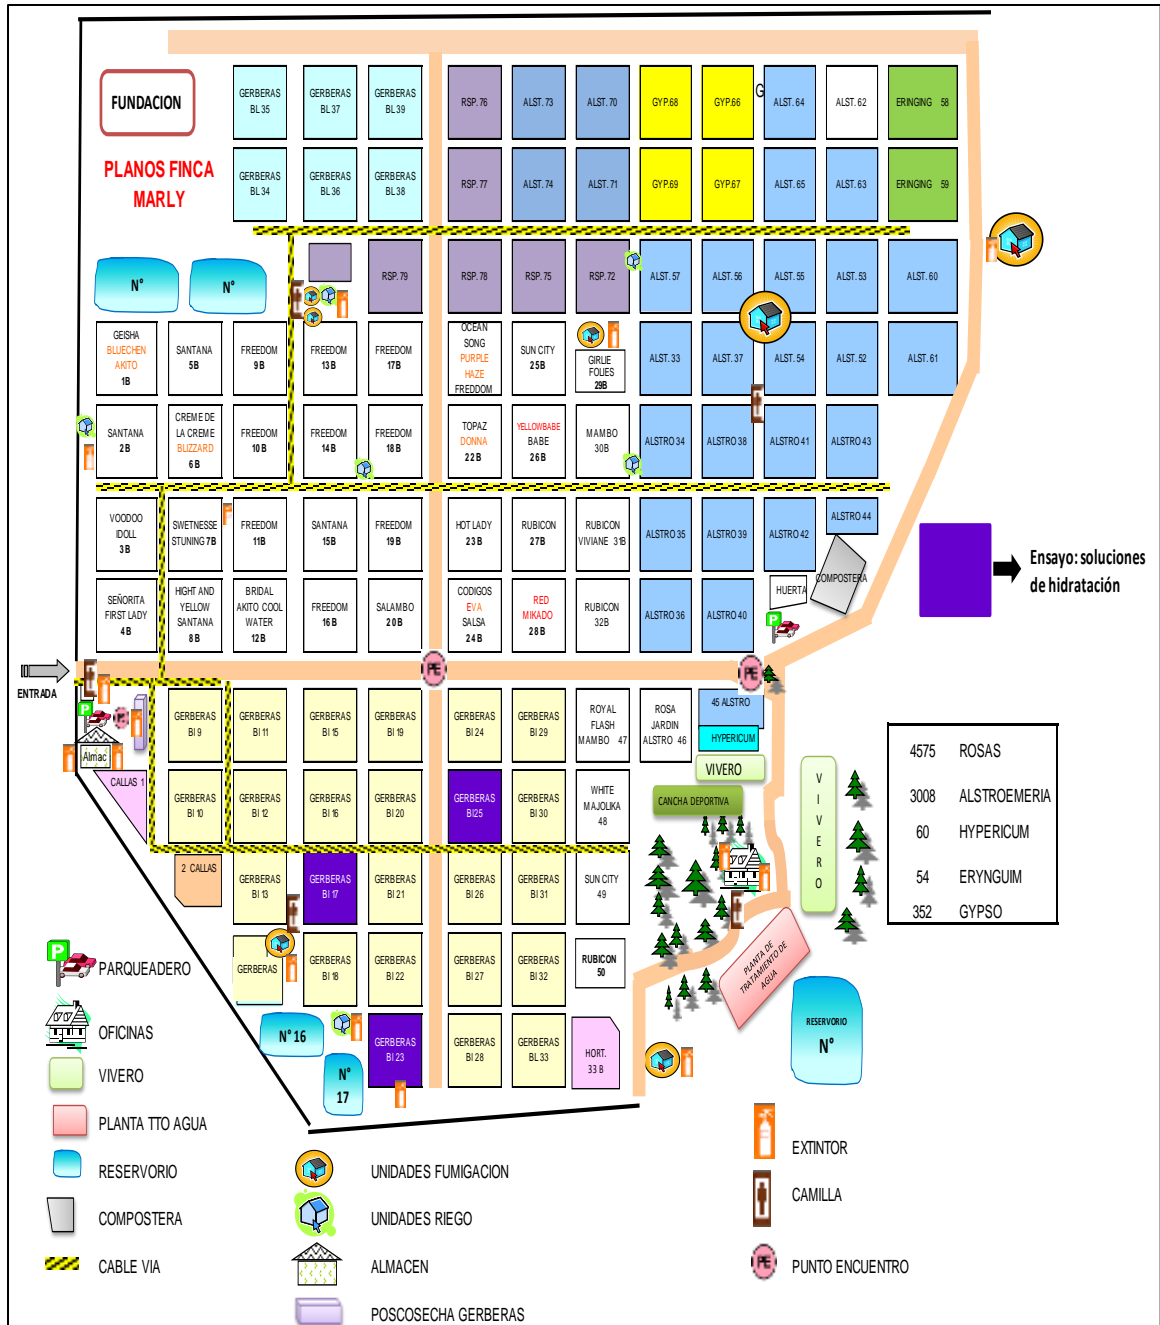 FUNDACION
PLANOS FINCA
MARLY
GERBERAS
BL 35
GERBERAS
BL 37
GERBERAS
BL 39
RSP. 76
ALST. 73
ALST. 70
GYP.68
GYP.66
G
ALST. 64
ALST. 62
ERINGING 58
GERBERAS
BL 34
GERBERAS
BL 36
GERBERAS
BL 38
RSP. 77
ALST. 74
ALST. 71
GYP.69
GYP.67
ALST. 65
ALST. 63
ERINGING 59
N°
N°
RSP. 79
RSP. 78
RSP. 75
RSP. 72
ALST. 57
ALST. 56
ALST. 55
ALST. 53
ALST. 60
GEISHA
BLUECHEN
AKITO
1B
SANTANA
5B
FREEDOM
9B
FREEDOM
13B
FREEDOM
17B
OCEAN
SONG
PURPLE
HAZE
FREDDOM
SUN CITY
25B
GIRLIE
FOLIES
29B
ALST. 33
ALST. 37
ALST. 54
ALST. 52
ALST. 61
SANTANA
2B
CREME DE
LA CREME
BLIZZARD
6B
FREEDOM
10B
FREEDOM
14B
FREEDOM
18B
TOPAZ
DONNA
22B
YELLOWBABE
BABE
26B
MAMBO
30B
ALSTRO 34
ALSTRO 38
ALSTRO 41
ALSTRO 43
VOODOO
IDOLL
3B
SWETNESSE
STUNING 7B
FREEDOM
11B
SANTANA
15B
FREEDOM
19B
HOT LADY
23B
RUBICON
27B
RUBICON
VIVIANE 31B
ALSTRO 35
ALSTRO 39
ALSTRO 42
ALSTRO 44
COMPOSTERA
HUERTA
Ensayo: soluciones
de hidratación
SEÑORITA
FIRST LADY
4B
HIGHT AND
YELLOW
SANTANA
8B
BRIDAL
AKITO COOL
WATER
12B
FREEDOM
16B
SALAMBO
20B
CODIGOS
EVA
SALSA
24B
RED
MIKADO
28B
RUBICON
32B
ALSTRO 36
ALSTRO 40
P
ENTRADA
PE
PE
P
Almac
CALLAS 1
GERBERAS
Bl 9
GERBERAS
Bl 11
GERBERAS
Bl 15
GERBERAS
Bl 19
GERBERAS
Bl 24
GERBERAS
Bl 29
ROYAL
FLASH
MAMBO 47
ROSA
JARDIN
ALSTRO 46
45 ALSTRO
HYPERICUM
VIVERO
CANCHA DEPORTIVA
VIVERO
4575 ROSAS
3008 ALSTROEMERIA
60 HYPERICUM
54 ERYNGUIM
352 GYPSO
GERBERAS
Bl 10
GERBERAS
Bl 12
GERBERAS
Bl 16
GERBERAS
Bl 20
GERBERAS
Bl25
GERBERAS
Bl 30
WHITE
MAJOLIKA
48
2 CALLAS
GERBERAS
Bl 13
GERBERAS
Bl 17
GERBERAS
Bl 21
GERBERAS
Bl 26
GERBERAS
Bl 31
SUN CITY
49
GERBERAS
GERBERAS
Bl 18
GERBERAS
Bl 22
GERBERAS
Bl 27
GERBERAS
Bl 32
RUBICON
50
PLANTA DE
TRATAMIENTO DE
AGUA
N° 16
N°
17
GERBERAS
Bl 23
GERBERAS
Bl 28
GERBERAS
BL 33
HORT.
33 B
RESERVORIO
N°
P
PARQUEADERO
OFICINAS
VIVERO
PLANTA TTO AGUA
RESERVORIO
COMPOSTERA
CABLE VIA
UNIDADES FUMIGACION
UNIDADES RIEGO
ALMACEN
POSCOSECHA GERBERAS
EXTINTOR
CAMILLA
PE
PUNTO ENCUENTRO